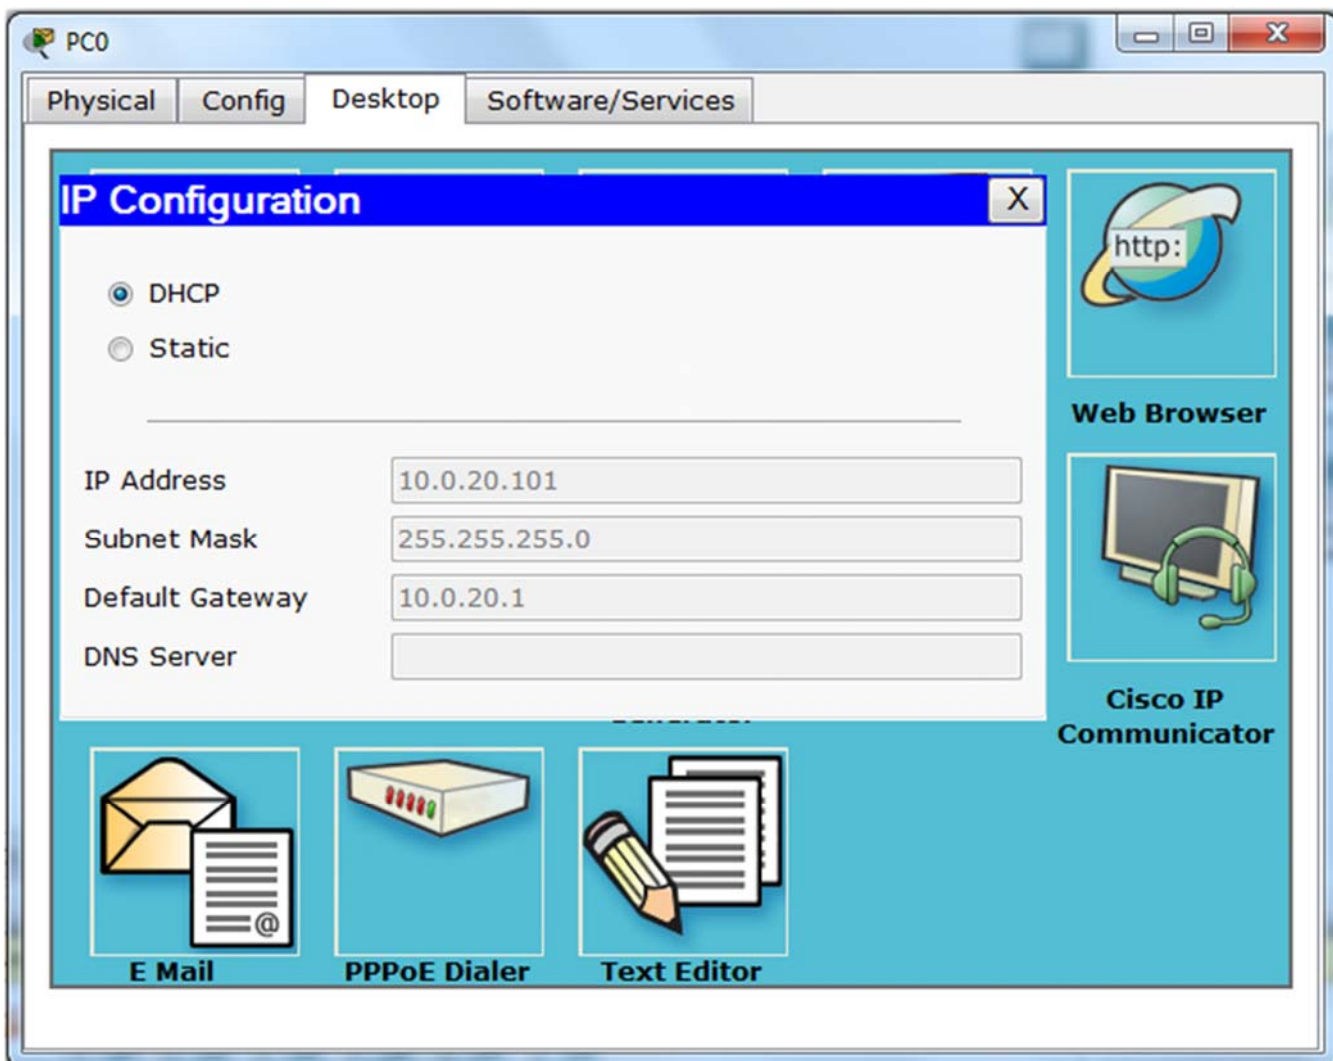 PC0
Physical Config Desktop Software/Services
IP Configuration X
http:
DHCP
Static
Web Browser
IP Address 10.0.20.101
Subnet Mask 255.255.255.0
Default Gateway 10.0.20.1
DNS Server
Cisco IP
Communicator
@
E Mail PPPoE Dialer Text Editor